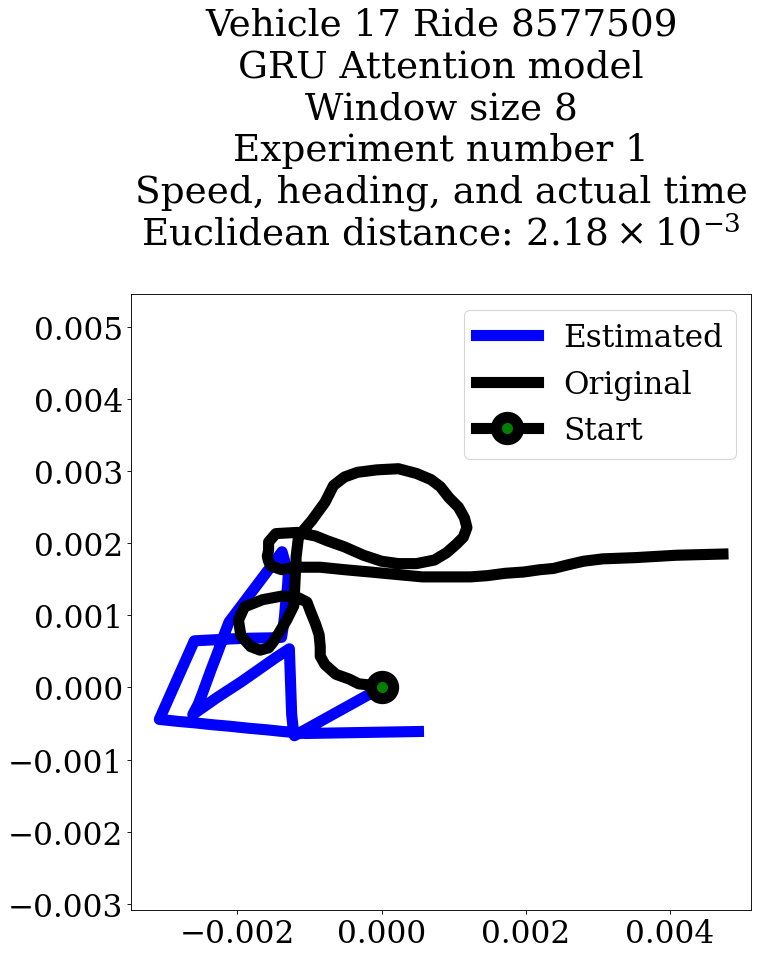 Vehicle 17 Ride 8577509
GRU Attention model
Window size 8
Experiment number 1
Speed, heading, and actual time
Euclidean distance: 2.18 × 10⁻³
Estimated
Original
Start
0.005
0.004
0.003
0.002
0.001
0.000
−0.001
−0.002
−0.003
−0.002 0.000 0.002 0.004